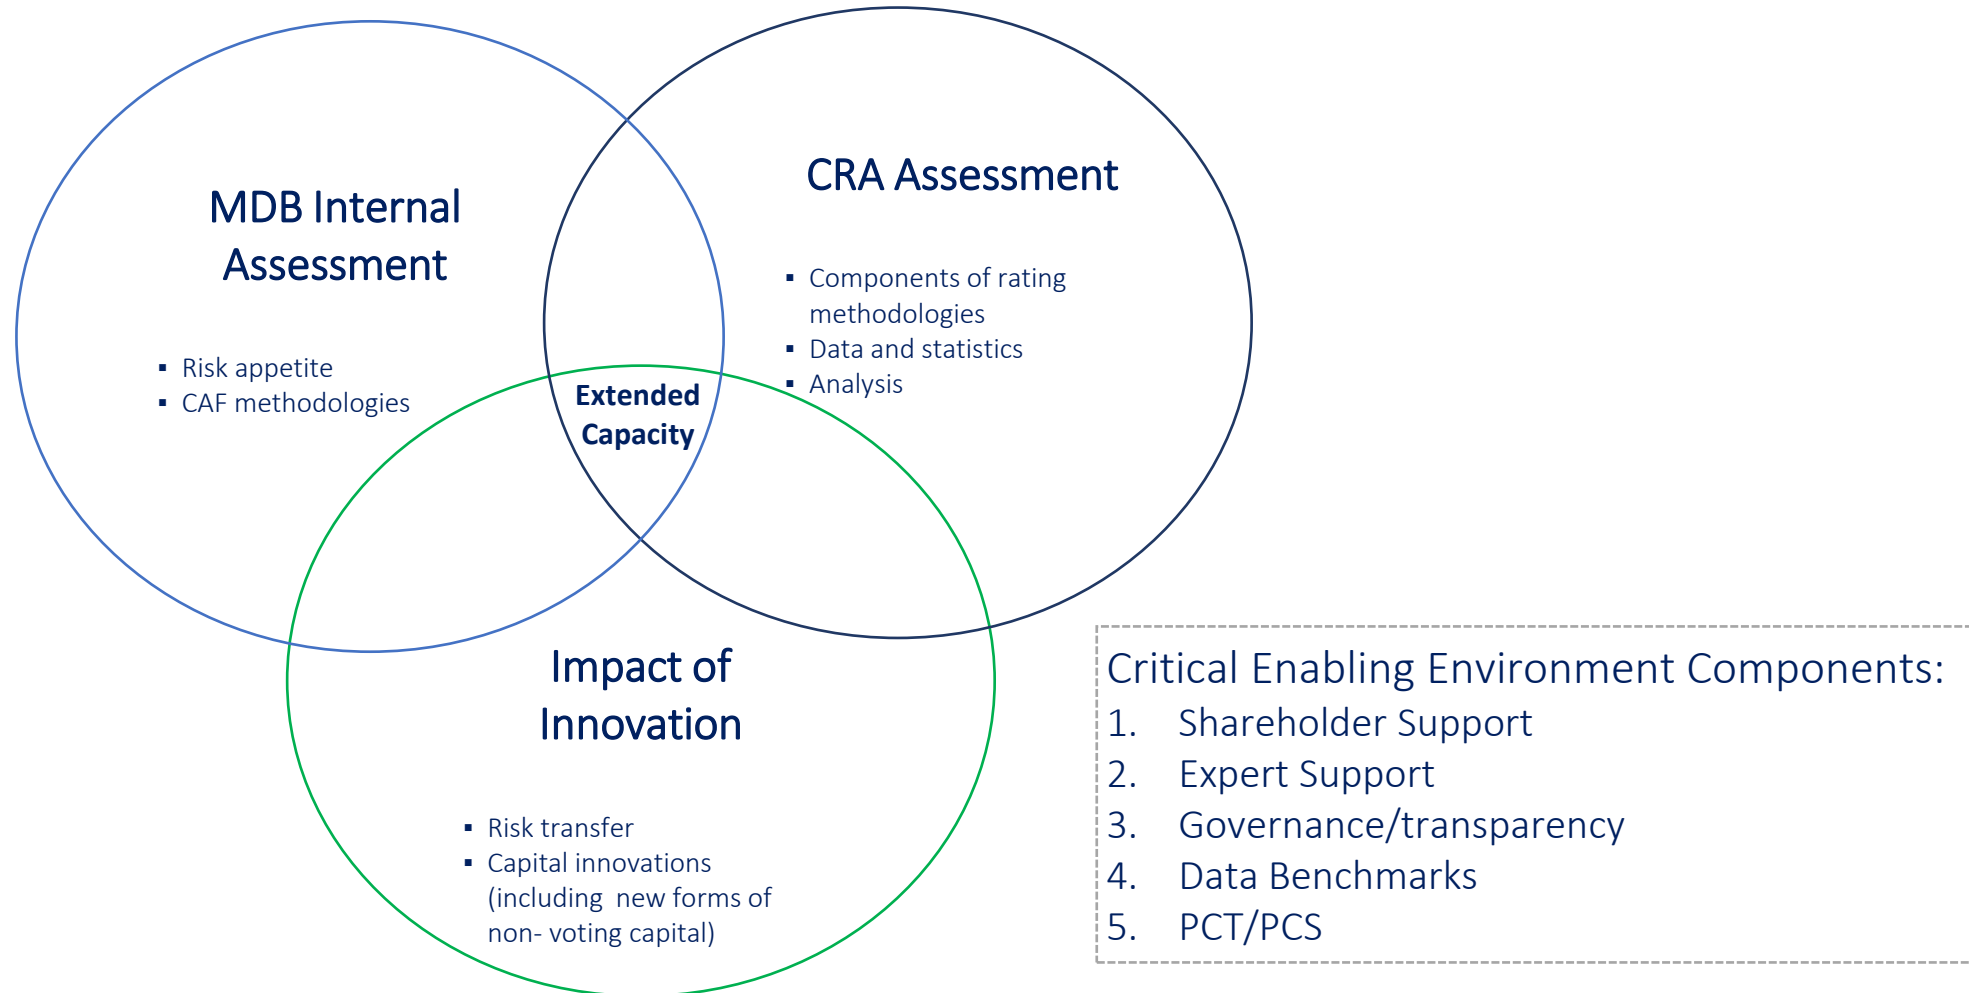 MDB Internal
Assessment
▪ Risk appetite
▪ CAF methodologies
CRA Assessment
▪ Components of rating
methodologies
▪ Data and statistics
▪ Analysis
Extended
Capacity
Impact of
Innovation
▪ Risk transfer
▪ Capital innovations
(including  new forms of
non- voting capital)
Critical Enabling Environment Components:
1. Shareholder Support
2. Expert Support
3. Governance/transparency
4. Data Benchmarks
5. PCT/PCS